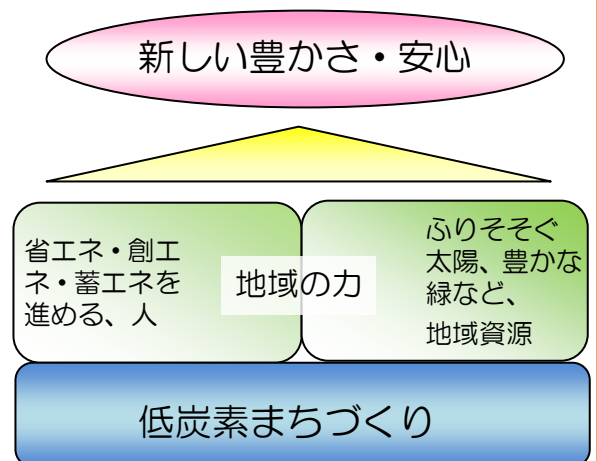 新しい豊かさ・安心
省エネ・創エ
ネ・蓄エネを
進める、人
地域の力
ふりそそぐ
太陽、豊かな
緑など、
地域資源
低炭素まちづくり